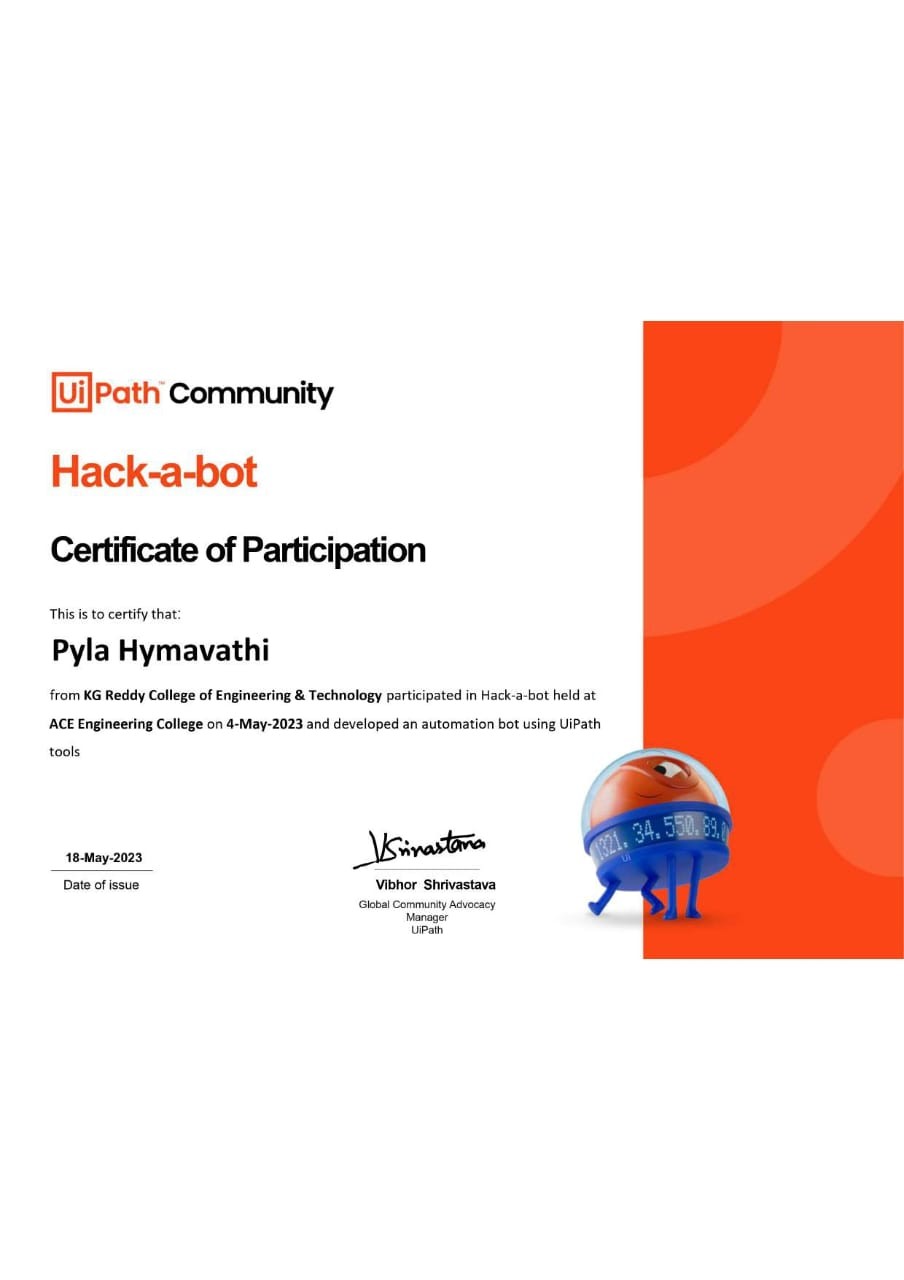 UiPath™ Community
Hack-a-bot
Certificate of Participation
This is to certify that:
Pyla Hymavathi
from KG Reddy College of Engineering & Technology participated in Hack-a-bot held at
ACE Engineering College on 4-May-2023 and developed an automation bot using UiPath
tools
18-May-2023
Date of issue
VSrivastava
Vibhor Shrivastava
Global Community Advocacy
Manager
UiPath
321. 34. 550. 89.
Ui